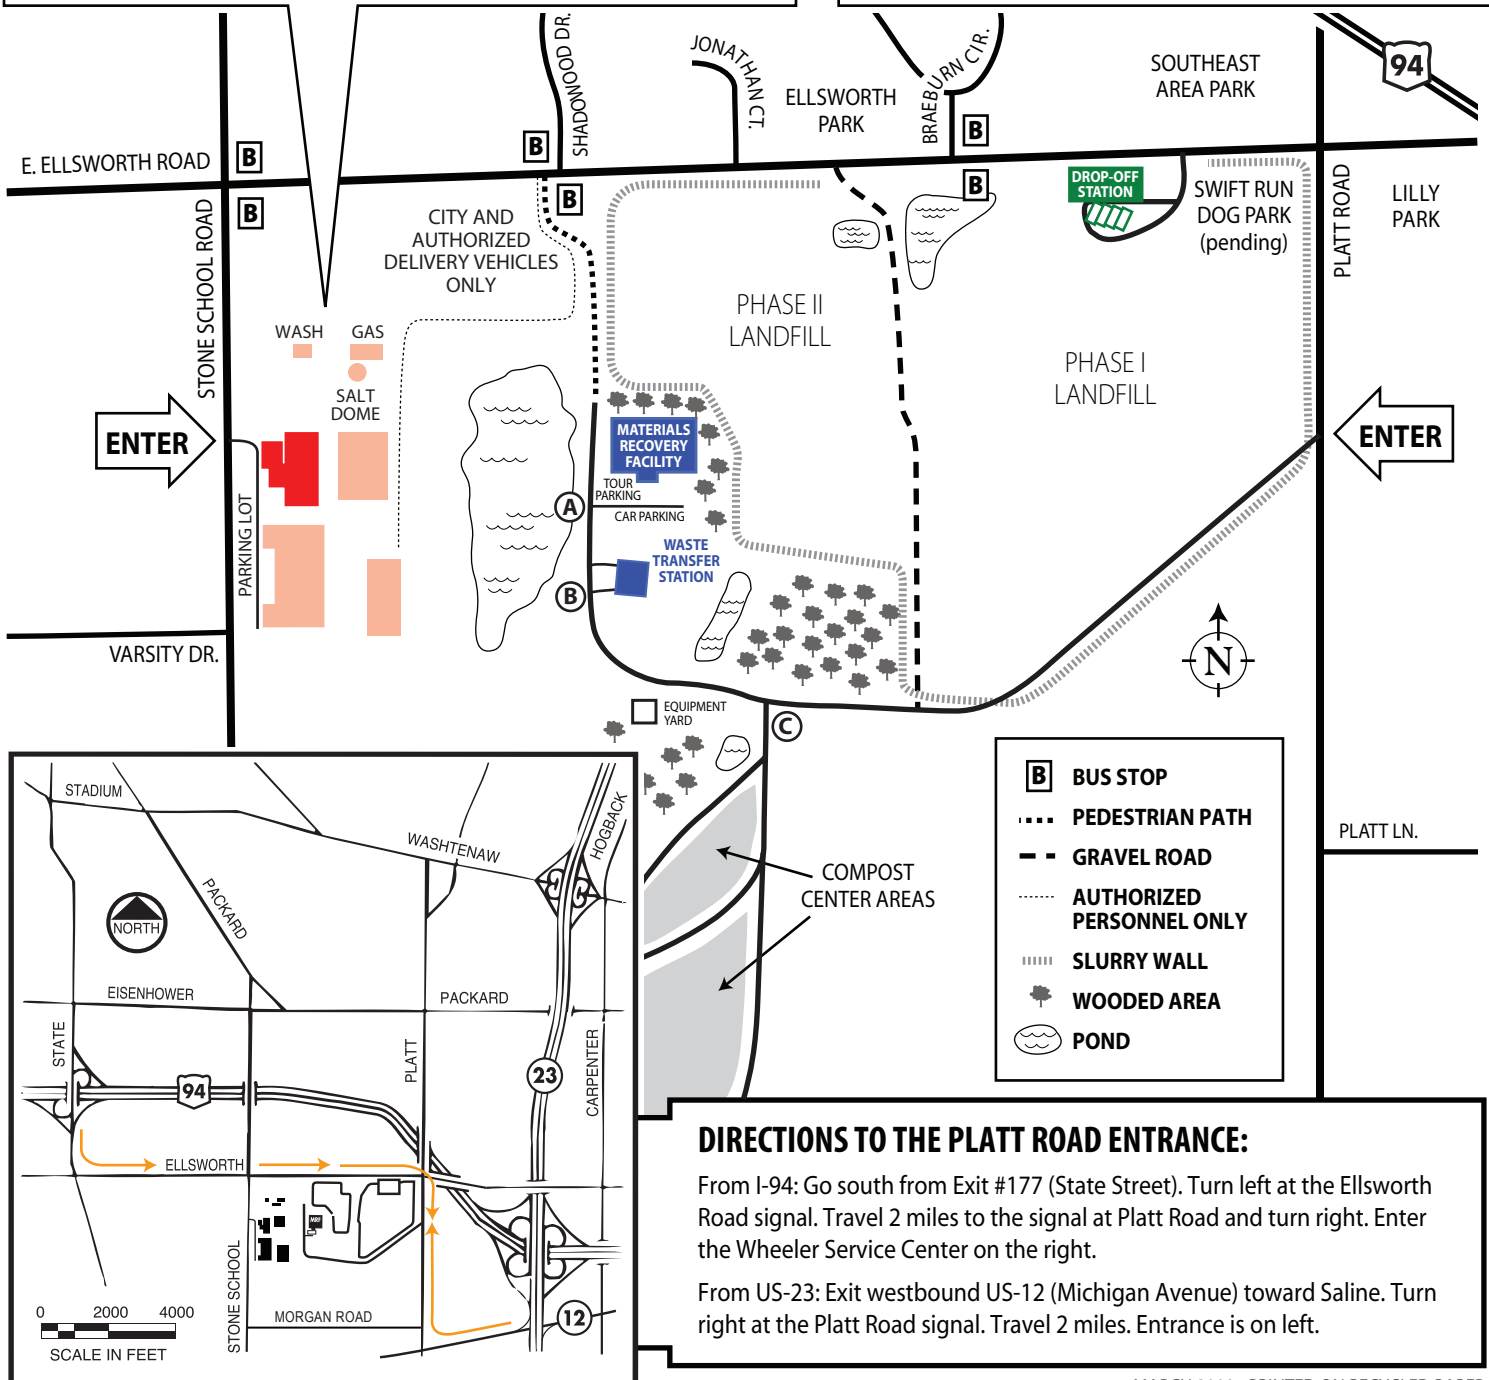 SHADOWOOD DR.
JONATHAN CT.
ELLSWORTH
PARK
BRAEBURN CIR.
SOUTHEAST
AREA PARK
94
E. ELLSWORTH ROAD
B
B
B
B
B
B
STONE SCHOOL ROAD
CITY AND
AUTHORIZED
DELIVERY VEHICLES
ONLY
DROP-OFF
STATION
SWIFT RUN
DOG PARK
(pending)
PLATT ROAD
LILLY
PARK
PHASE II
LANDFILL
PHASE I
LANDFILL
WASH
GAS
SALT
DOME
ENTER
ENTER
MATERIALS
RECOVERY
FACILITY
TOUR
PARKING
CAR PARKING
A
PARKING LOT
WASTE
TRANSFER
STATION
B
VARSITY DR.
N
EQUIPMENT
YARD
C
COMPOST
CENTER AREAS
B BUS STOP
PEDESTRIAN PATH
GRAVEL ROAD
AUTHORIZED
PERSONNEL ONLY
SLURRY WALL
WOODED AREA
POND
PLATT LN.
STADIUM
WASHTENAW
HOGBACK
PACKARD
NORTH
EISENHOWER
PACKARD
STATE
PLATT
23
CARPENTER
94
ELLSWORTH
MRF
STONE SCHOOL
MORGAN ROAD
12
0 2000 4000
SCALE IN FEET
DIRECTIONS TO THE PLATT ROAD ENTRANCE:
From I-94: Go south from Exit #177 (State Street). Turn left at the Ellsworth
Road signal. Travel 2 miles to the signal at Platt Road and turn right. Enter
the Wheeler Service Center on the right.
From US-23: Exit westbound US-12 (Michigan Avenue) toward Saline. Turn
right at the Platt Road signal. Travel 2 miles. Entrance is on left.